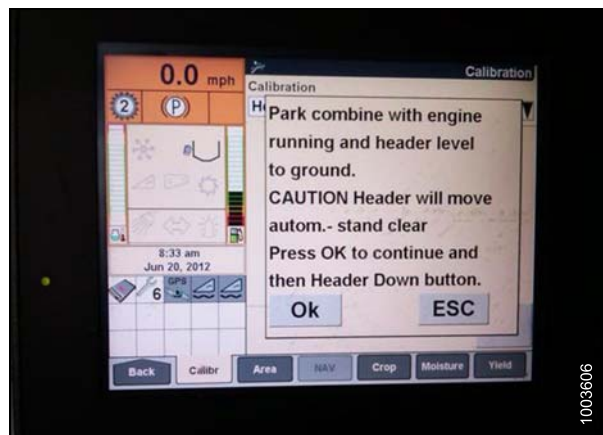 0.0 mph
Calibration
Calibration
He
2
P
Park combine with engine
running and header level
to ground.
CAUTION Header will move
autom.- stand clear
Press OK to continue and
then Header Down button.
Ok
ESC
8:33 am
Jun 20, 2012
6
GPS
Back
Calibr
Area
NAV
Crop
Moisture
Yield
1003606